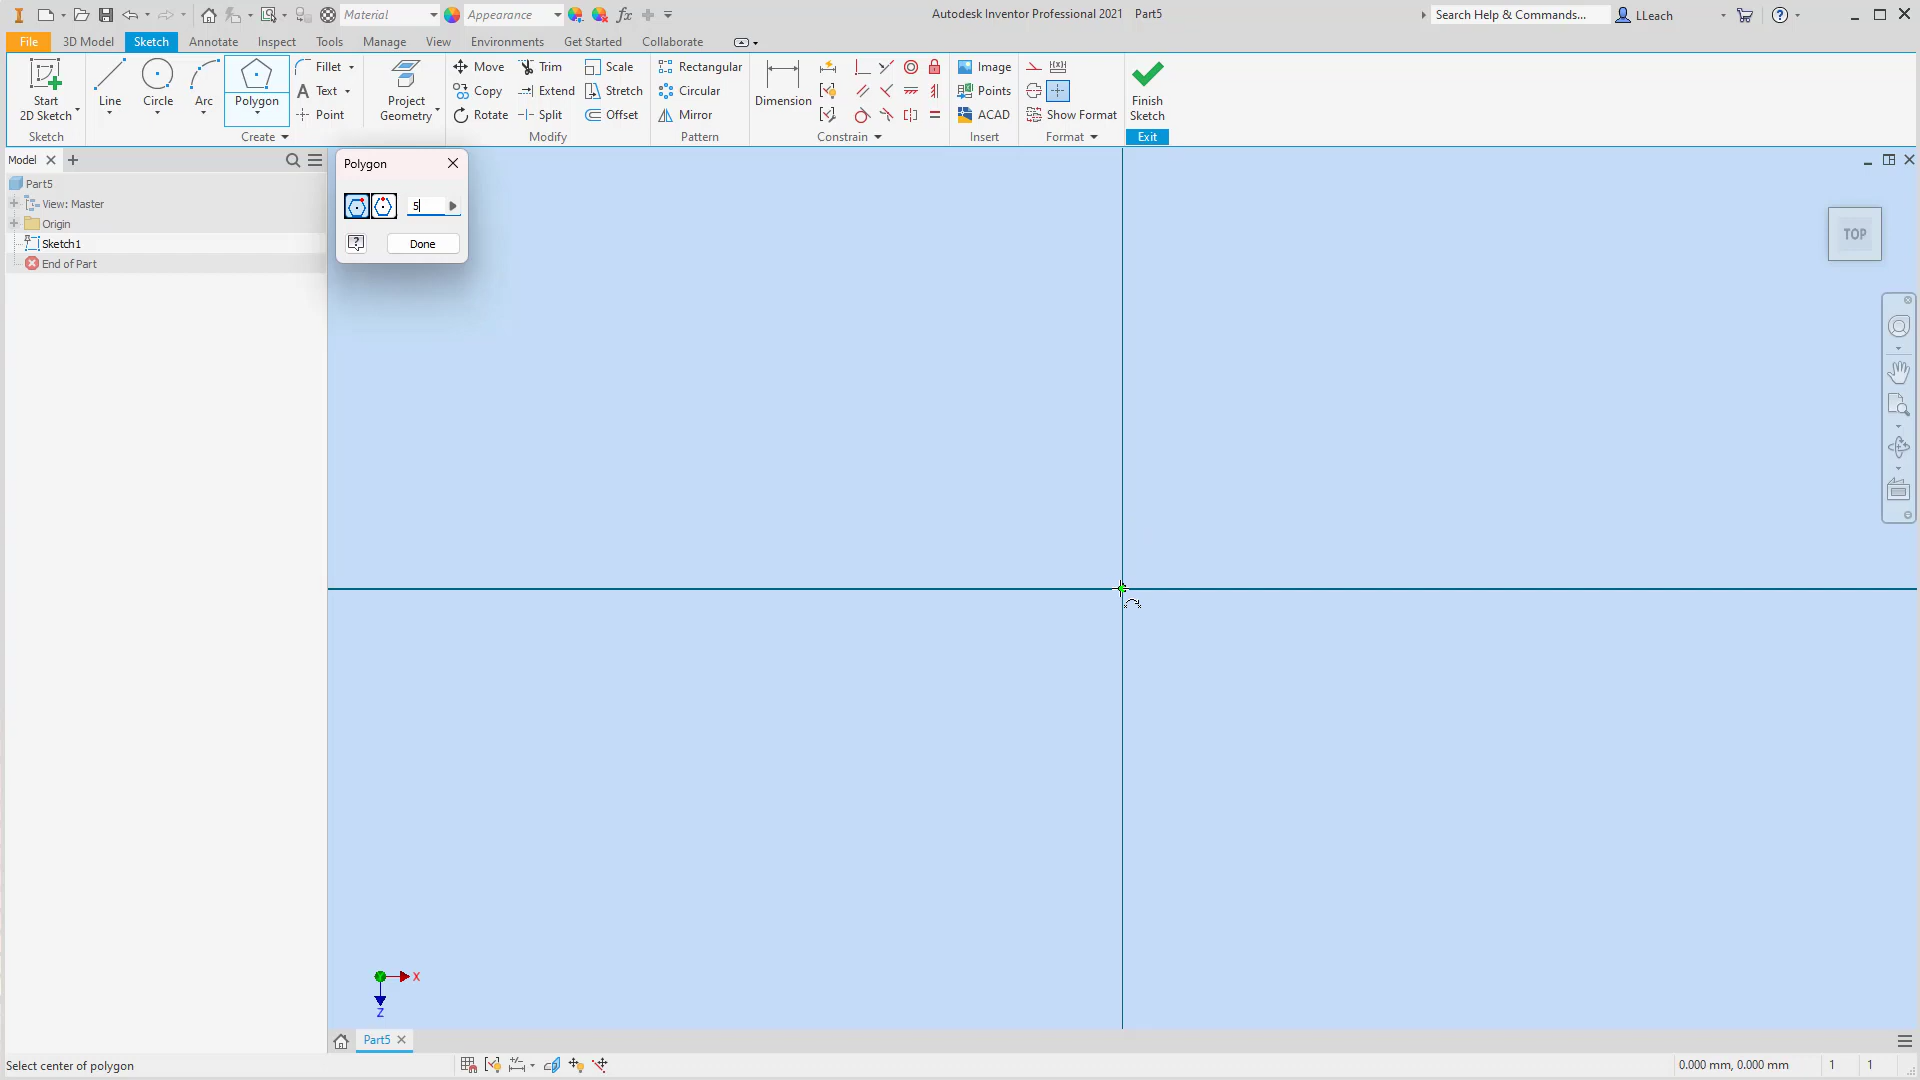 Material
Appearance
fx
Autodesk Inventor Professional 2021 Part5
Search Help & Commands...
LLeach
File
3D Model
Sketch
Annotate
Inspect
Tools
Manage
View
Environments
Get Started
Collaborate
Start
2D Sketch
Line
Circle
Arc
Polygon
Fillet
Text
Point
Project
Geometry
Move
Copy
Rotate
Trim
Extend
Split
Scale
Stretch
Offset
Rectangular
Circular
Mirror
Dimension
Image
Points
ACAD
Show Format
Finish
Sketch
Sketch
Create
Modify
Pattern
Constrain
Insert
Format
Exit
Model
Part5
View: Master
Origin
Sketch1
End of Part
Polygon
5
Done
TOP
X
Z
Part5
Select center of polygon
0.000 mm, 0.000 mm
1
1